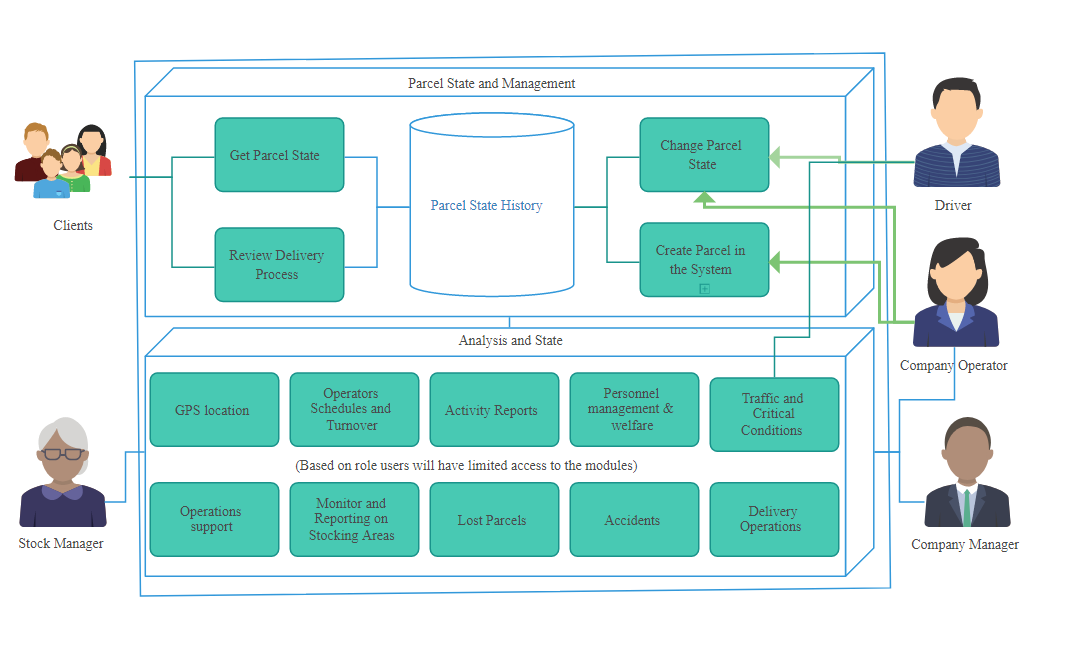 Parcel State and Management
Get Parcel State
Review Delivery
Process
Parcel State History
Change Parcel
State
Create Parcel in
the System
Clients
Driver
Company Operator
Analysis and State
GPS location
Operators
Schedules and
Turnover
Activity Reports
Personnel
management &
welfare
Traffic and
Critical
Conditions
(Based on role users will have limited access to the modules)
Operations
support
Monitor and
Reporting on
Stocking Areas
Lost Parcels
Accidents
Delivery
Operations
Stock Manager
Company Manager